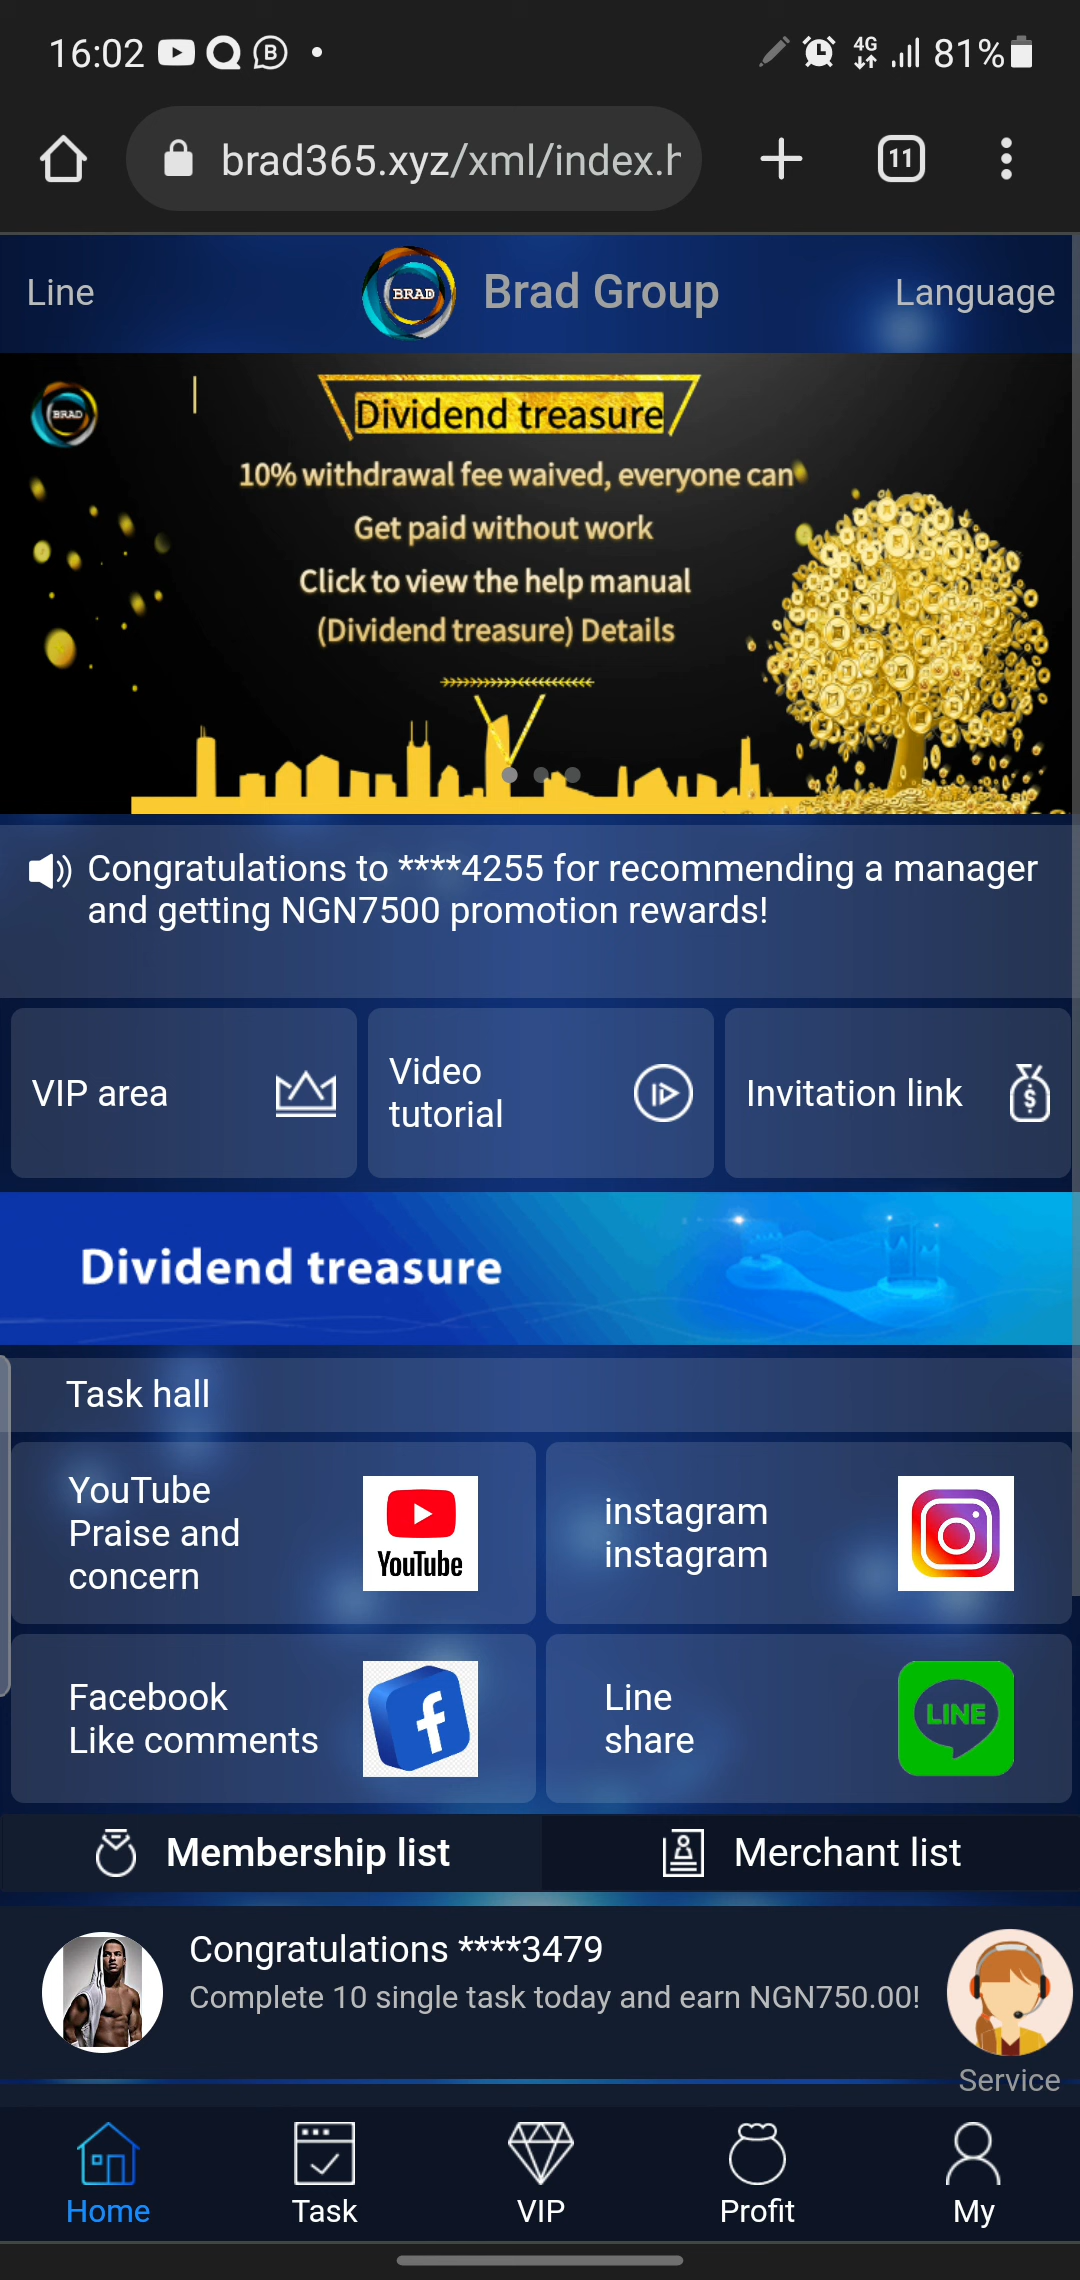 16:02
4G
81%
brad365.xyz/xml/index.h
11
Line
BRAD
Brad Group
Language
BRAD
Dividend treasure
10% withdrawal fee waived, everyone can
Get paid without work
Click to view the help manual
(Dividend treasure) Details
Congratulations to ****4255 for recommending a manager
and getting NGN7500 promotion rewards!
VIP area
Video
tutorial
Invitation link
Dividend treasure
Task hall
YouTube
Praise and
concern
YouTube
instagram
instagram
Facebook
Like comments
Line
share
LINE
Membership list
Merchant list
Congratulations ****3479
Complete 10 single task today and earn NGN750.00!
Service
Home
Task
VIP
Profit
My